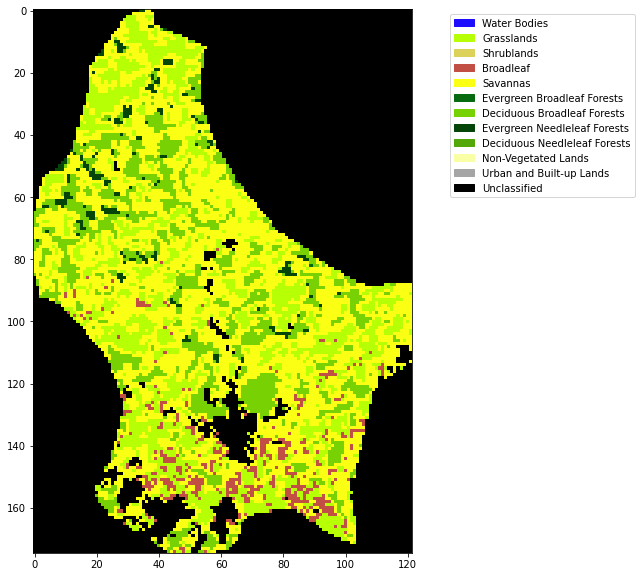 0
20
40
60
80
100
120
140
160
0
20
40
60
80
100
120
Water Bodies
Grasslands
Shrublands
Broadleaf
Savannas
Evergreen Broadleaf Forests
Deciduous Broadleaf Forests
Evergreen Needleleaf Forests
Deciduous Needleleaf Forests
Non-Vegetated Lands
Urban and Built-up Lands
Unclassified